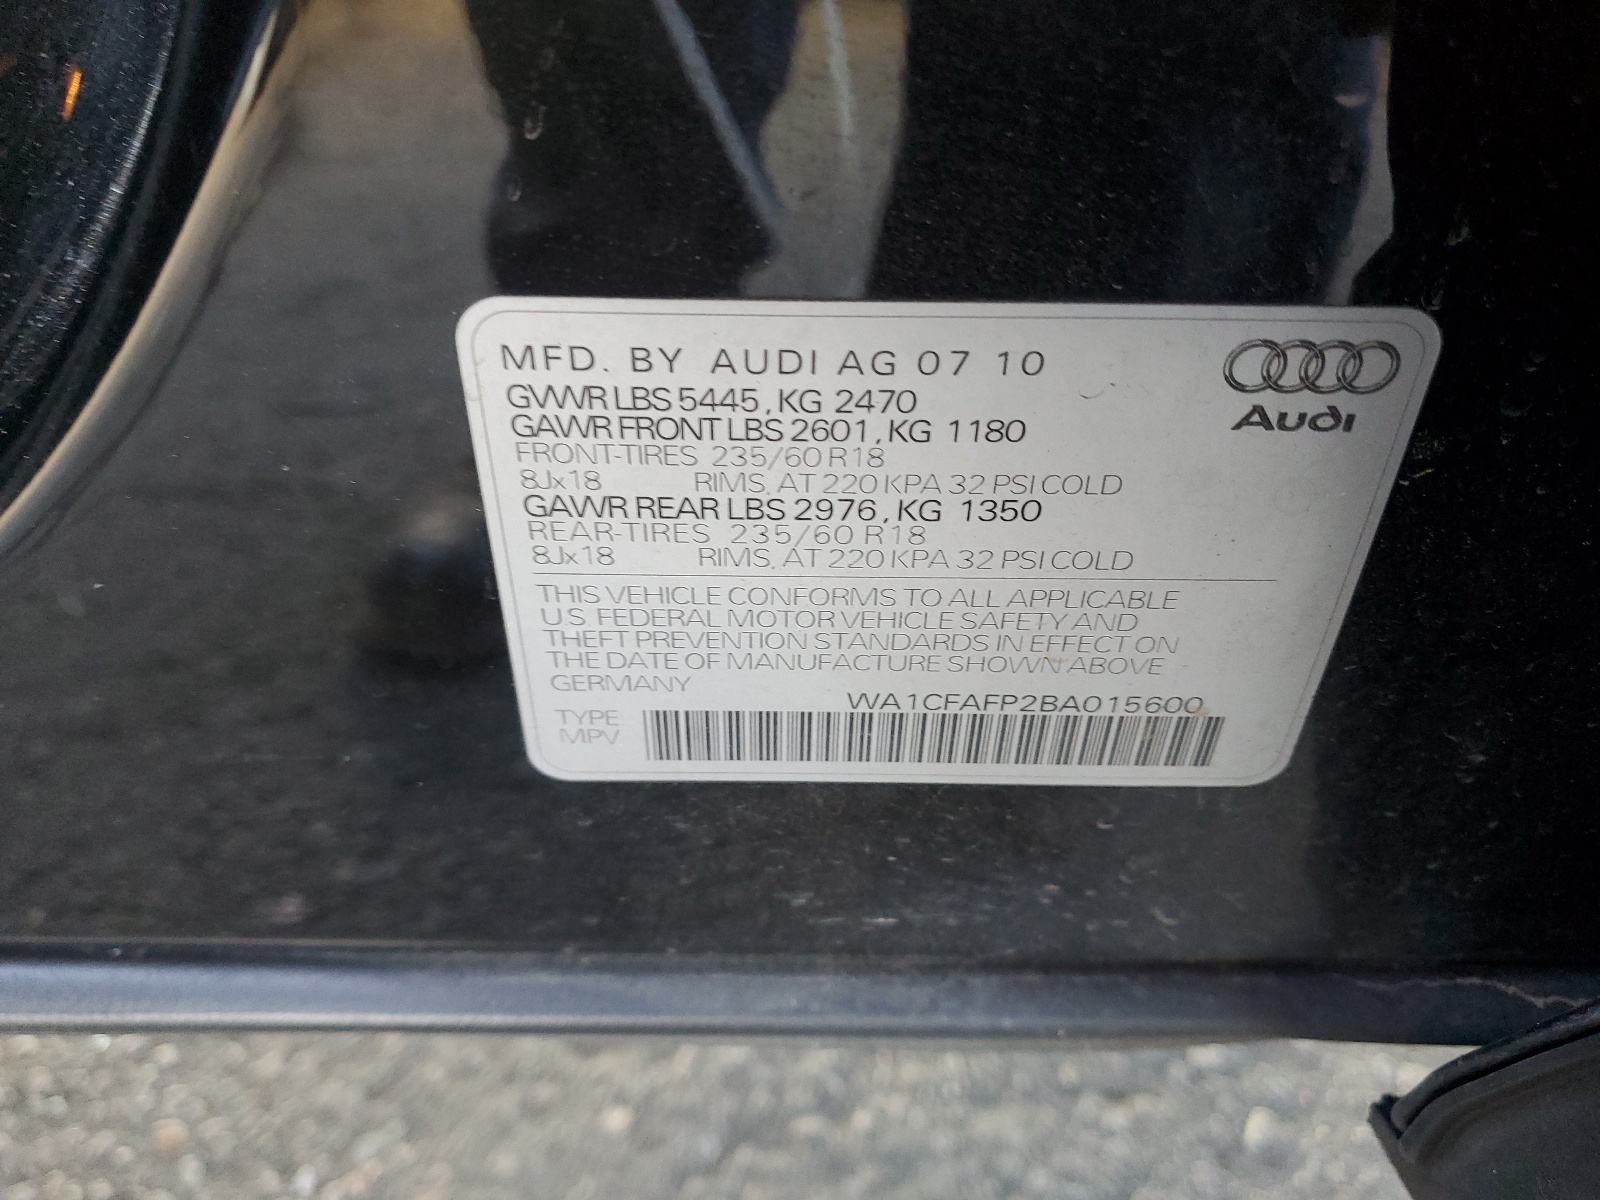 MFD. BY AUDI AG 07 10
Audi
GVWR LBS 5445, KG 2470
GAWR FRONT LBS 2601, KG 1180
FRONT-TIRES 235/60 R18
8Jx18 RIMS, AT 220 KPA 32 PSI COLD
GAWR REAR LBS 2976, KG 1350
REAR-TIRES 235/60 R18
8Jx18 RIMS, AT 220 KPA 32 PSI COLD
THIS VEHICLE CONFORMS TO ALL APPLICABLE
U.S. FEDERAL MOTOR VEHICLE SAFETY AND
THEFT PREVENTION STANDARDS IN EFFECT ON
THE DATE OF MANUFACTURE SHOWN ABOVE
GERMANY
WA1CFAFP2BA015600
TYPE
MPV